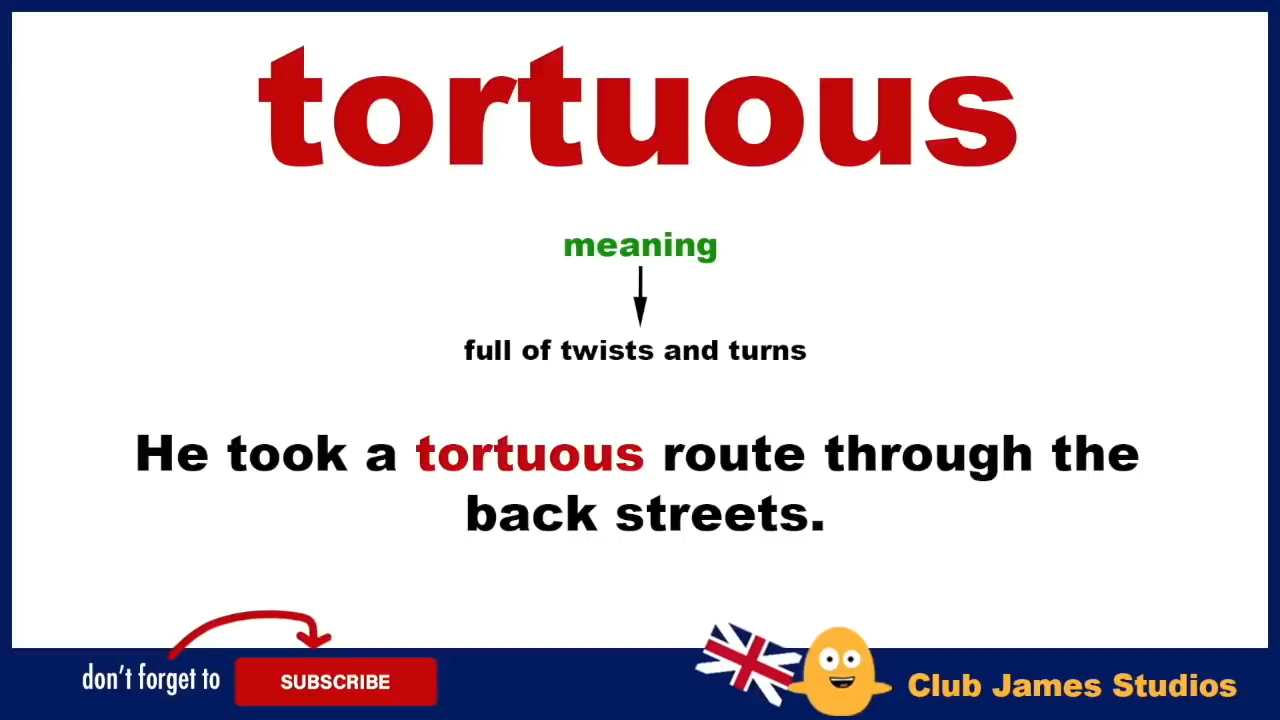 tortuous
meaning
full of twists and turns
He took a tortuous route through the
back streets.
don't forget to SUBSCRIBE
Club James Studios